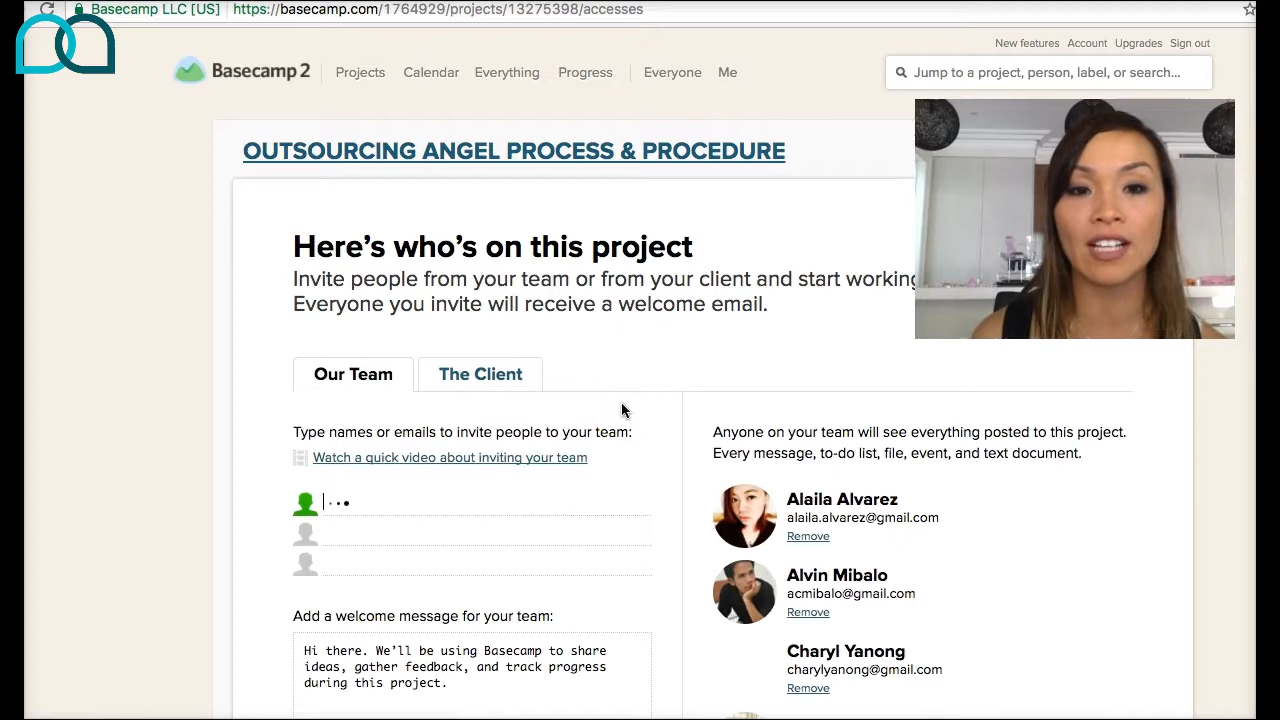 Basecamp LLC [US] https://basecamp.com/1764929/projects/13275398/accesses
New features Account Upgrades Sign out
Basecamp 2 Projects Calendar Everything Progress Everyone Me
Jump to a project, person, label, or search...
OUTSOURCING ANGEL PROCESS & PROCEDURE
Here's who's on this project
Invite people from your team or from your client and start working
Everyone you invite will receive a welcome email.
Our Team The Client
Type names or emails to invite people to your team:
Watch a quick video about inviting your team
Add a welcome message for your team:
Hi there. We'll be using Basecamp to share
ideas, gather feedback, and track progress
during this project.
Anyone on your team will see everything posted to this project.
Every message, to-do list, file, event, and text document.
Alaila Alvarez
alaila.alvarez@gmail.com
Remove
Alvin Mibalo
acmibalo@gmail.com
Remove
Charyl Yanong
charylyanong@gmail.com
Remove